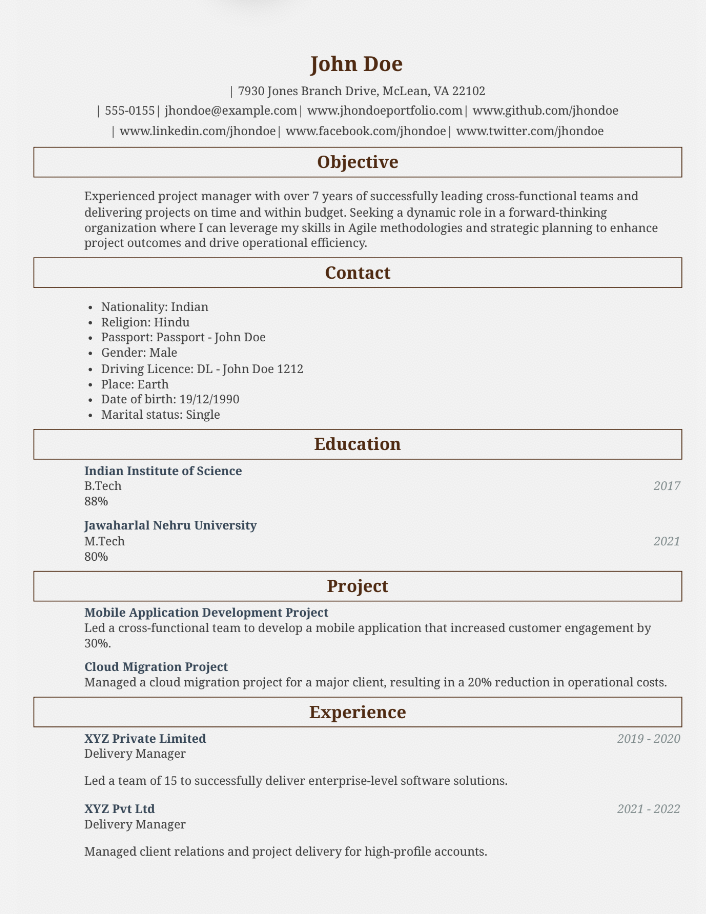 John Doe
| 7930 Jones Branch Drive, McLean, VA 22102
| 555-0155| jhondoe@example.com| www.jhondoeportfolio.com| www.github.com/jhondoe
| www.linkedin.com/jhondoe| www.facebook.com/jhondoe| www.twitter.com/jhondoe
Objective
Experienced project manager with over 7 years of successfully leading cross-functional teams and
delivering projects on time and within budget. Seeking a dynamic role in a forward-thinking
organization where I can leverage my skills in Agile methodologies and strategic planning to enhance
project outcomes and drive operational efficiency.
Contact
• Nationality: Indian
• Religion: Hindu
• Passport: Passport - John Doe
• Gender: Male
• Driving Licence: DL - John Doe 1212
• Place: Earth
• Date of birth: 19/12/1990
• Marital status: Single
Education
Indian Institute of Science
B.Tech 2017
88%
Jawaharlal Nehru University
M.Tech 2021
80%
Project
Mobile Application Development Project
Led a cross-functional team to develop a mobile application that increased customer engagement by
30%.
Cloud Migration Project
Managed a cloud migration project for a major client, resulting in a 20% reduction in operational costs.
Experience
XYZ Private Limited 2019 - 2020
Delivery Manager
Led a team of 15 to successfully deliver enterprise-level software solutions.
XYZ Pvt Ltd 2021 - 2022
Delivery Manager
Managed client relations and project delivery for high-profile accounts.